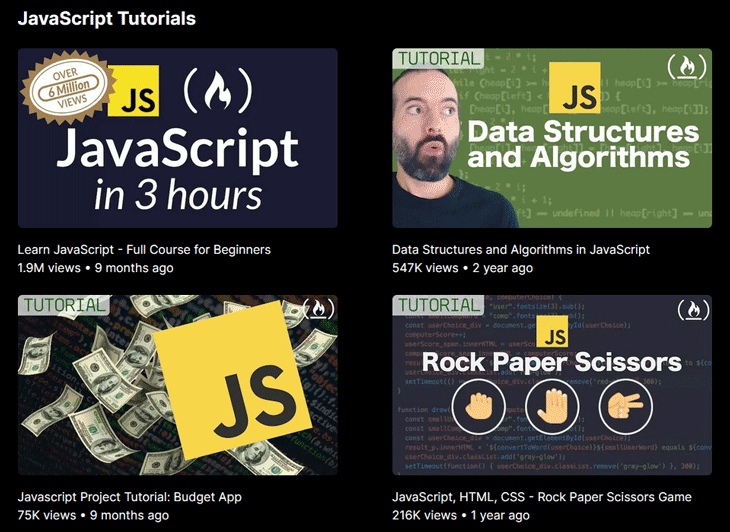 JavaScript Tutorials
OVER
6 Million
VIEWS
JS
JavaScript
in 3 hours
Learn JavaScript - Full Course for Beginners
1.9M views • 9 months ago
TUTORIAL
JS
Data Structures
and Algorithms
Data Structures and Algorithms in JavaScript
547K views • 2 year ago
TUTORIAL
JS
Javascript Project Tutorial: Budget App
75K views • 9 months ago
TUTORIAL
JS
Rock Paper Scissors
JavaScript, HTML, CSS - Rock Paper Scissors Game
216K views • 1 year ago